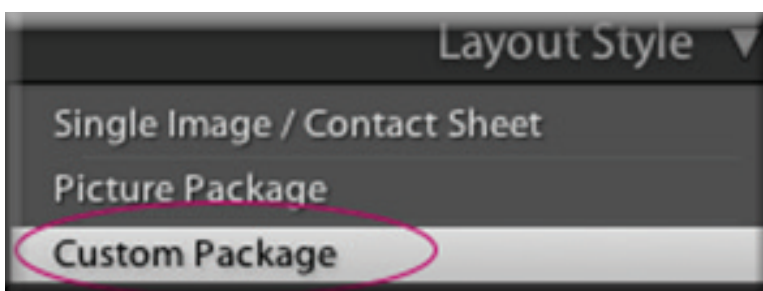 Layout Style ▼
Single Image / Contact Sheet
Picture Package
Custom Package